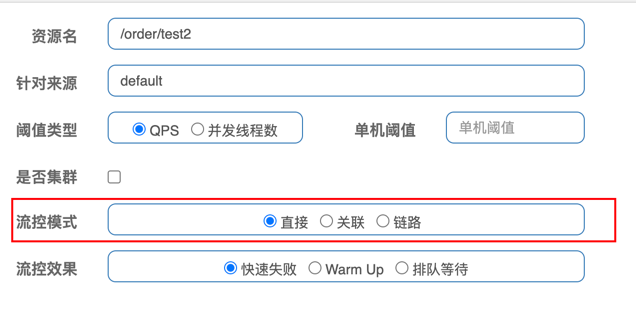 资源名 /order/test2
针对来源 default
阈值类型 QPS 并发线程数 单机阈值 单机阈值
是否集群
流控模式 直接 关联 链路
流控效果 快速失败 Warm Up 排队等待